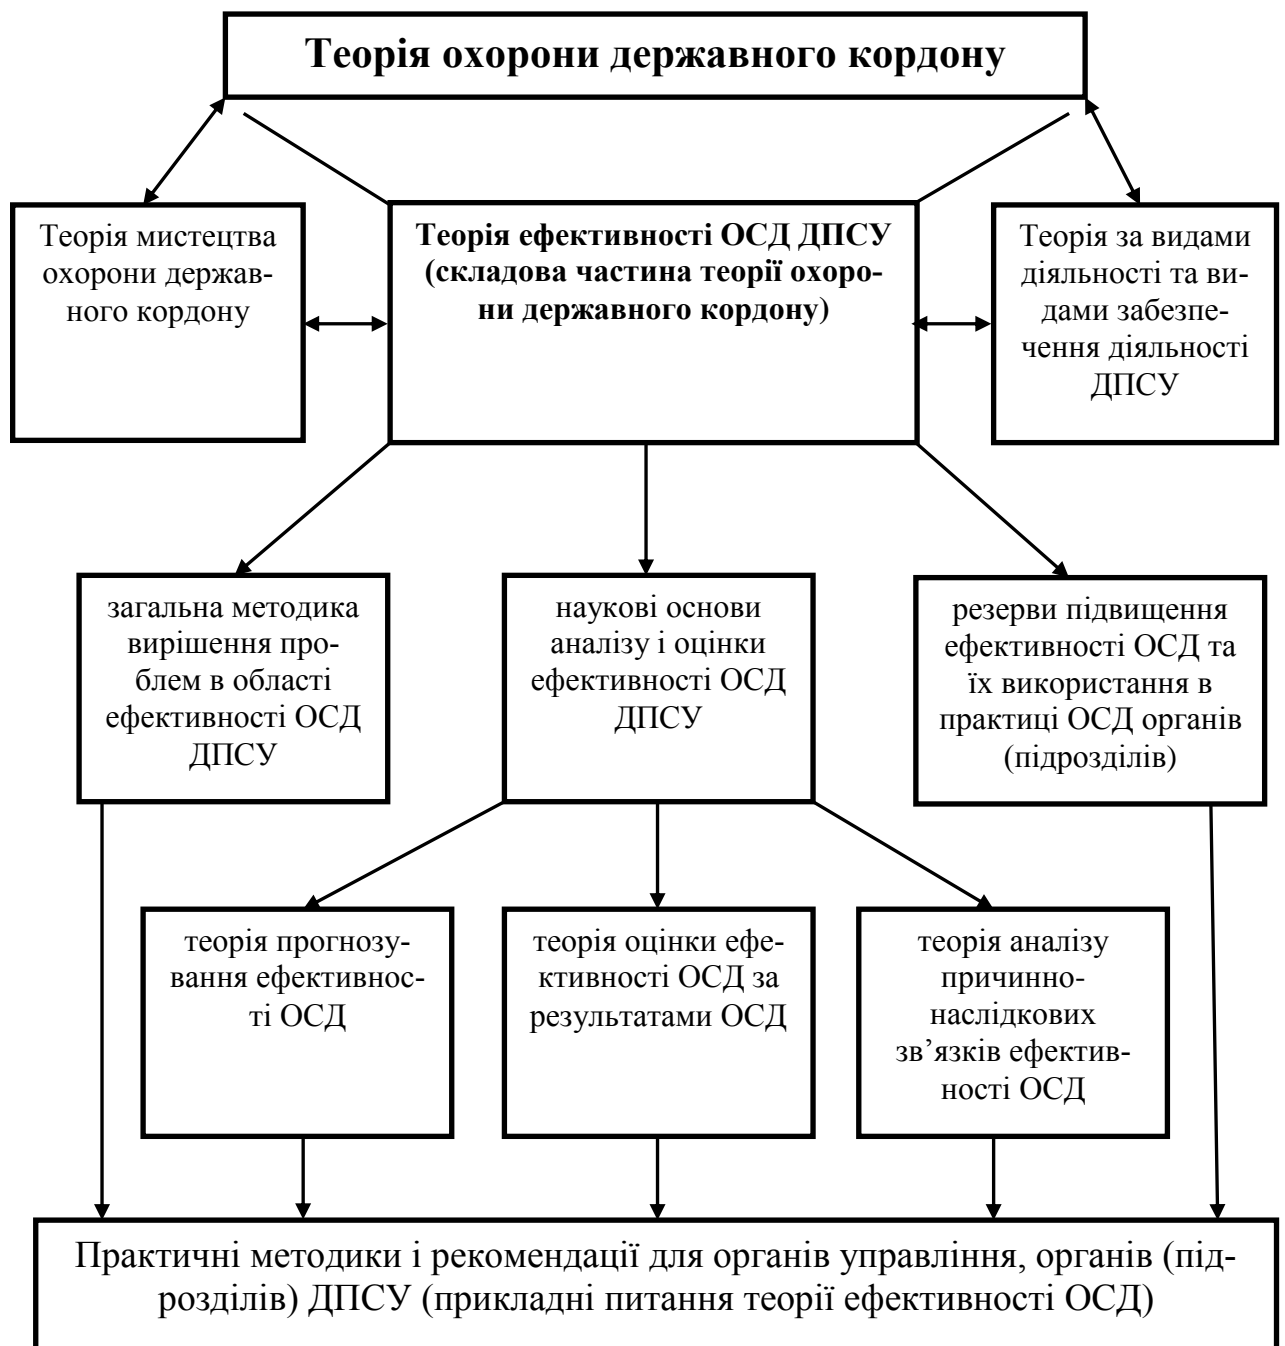 Теорія охорони державного кордону
Теорія мистецтва
охорони держав-
ного кордону
Теорія ефективності ОСД ДПСУ
(складова частина теорії охоро-
ни державного кордону)
Теорія за видами
діяльності та ви-
дами забезпе-
чення діяльності
ДПСУ
загальна методика
вирішення про-
блем в області
ефективності ОСД
ДПСУ
наукові основи
аналізу і оцінки
ефективності ОСД
ДПСУ
резерви підвищення
ефективності ОСД та
їх використання в
практиці ОСД органів
(підрозділів)
теорія прогнозу-
вання ефективнос-
ті ОСД
теорія оцінки ефе-
ктивності ОСД за
результатами ОСД
теорія аналізу
причинно-
наслідкових
зв’язків ефектив-
ності ОСД
Практичні методики і рекомендації для органів управління, органів (під-
розділів) ДПСУ (прикладні питання теорії ефективності ОСД)